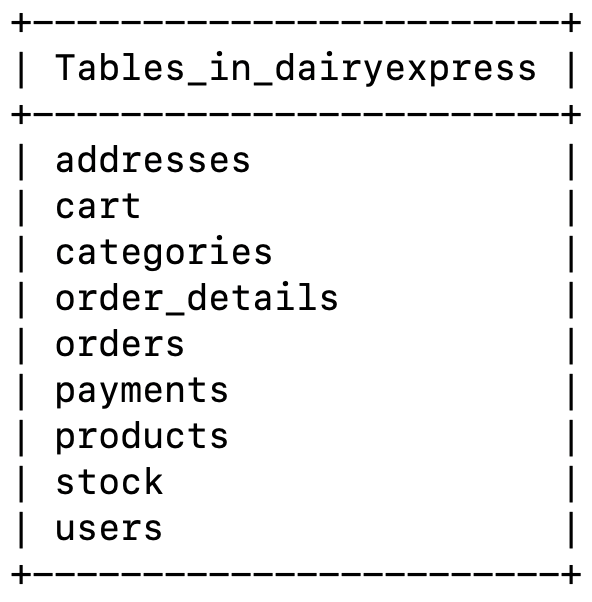 +------------------------+
| Tables_in_dairyexpress |
+------------------------+
| addresses              |
| cart                   |
| categories             |
| order_details          |
| orders                 |
| payments               |
| products               |
| stock                  |
| users                  |
+------------------------+